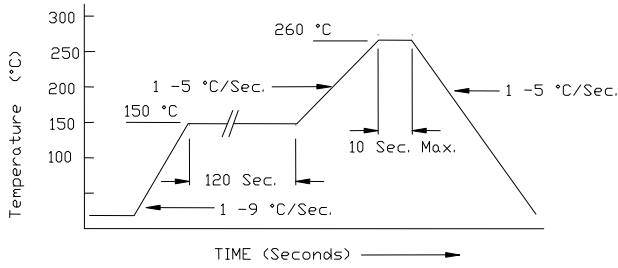 300
260 °C
250
200
1 -5 °C/Sec.
1 -5 °C/Sec.
150 °C
150
100
10 Sec. Max.
120 Sec.
1 -9 °C/Sec.
Temperature (°C)
TIME (Seconds)